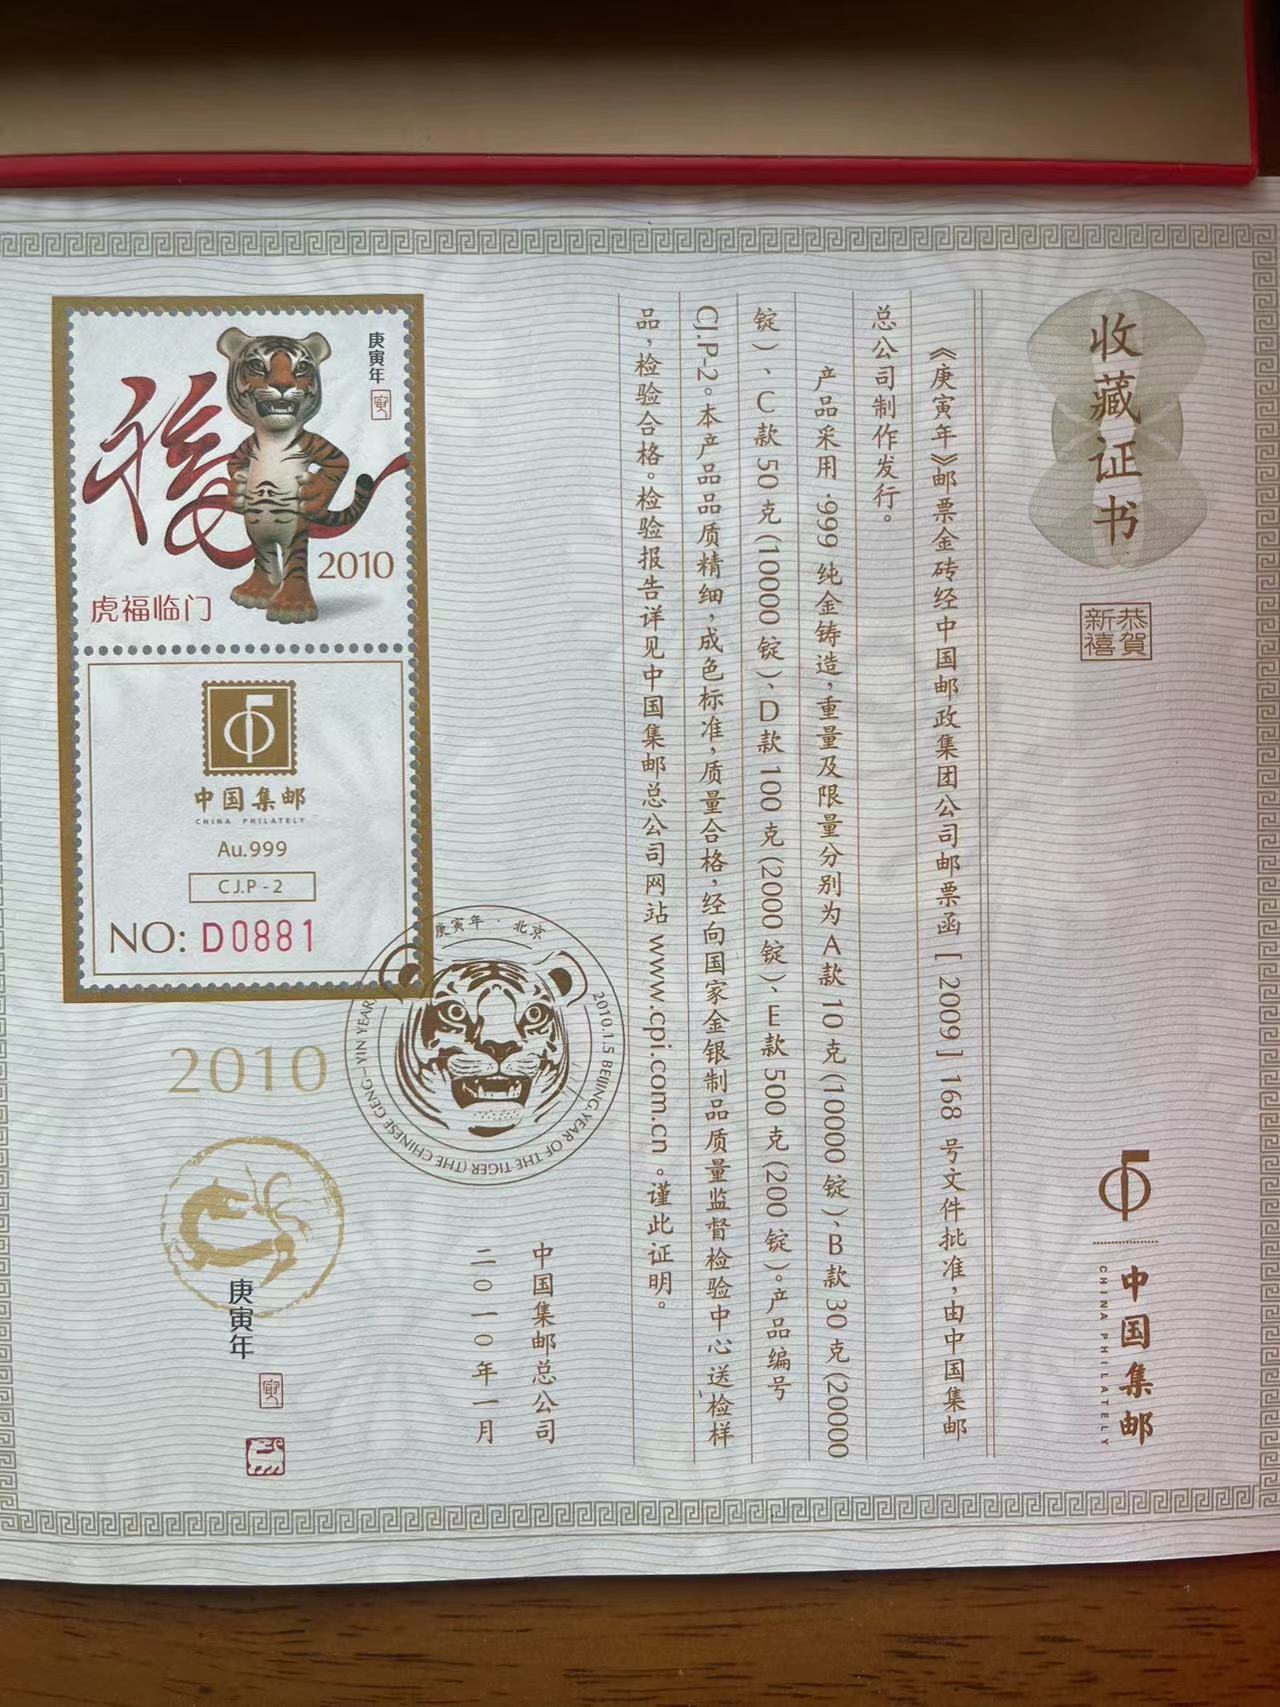 收藏证书
恭贺
新禧
中国集邮
CHINA PHILATELY
《庚寅年》邮票金砖经中国邮政集团公司邮票函[2009]168号文件批准，由中国集邮
总公司制作发行。
产品采用.999纯金铸造，重量及限量分别为A款10克(10000锭)、B款30克(20000
锭)、C款50克(10000锭)、D款100克(2000锭)、E款500克(200锭)。产品编号
CJ.P-2。本产品品质精细，成色标准，质量合格，经向国家金银制品质量监督检验中心送检样
品，检验合格。检验报告详见中国集邮总公司网站www.cpi.com.cn。谨此证明。
中国集邮总公司
二〇一〇年一月
庚寅年
寅
福
2010
虎福临门
中国集邮
CHINA PHILATELY
Au.999
CJ.P-2
NO: D0881
庚寅年·北京
2010.1.5 BEIJING YEAR OF THE TIGER (THE CHINESE GENG-YIN YEAR
2010
庚寅年
寅